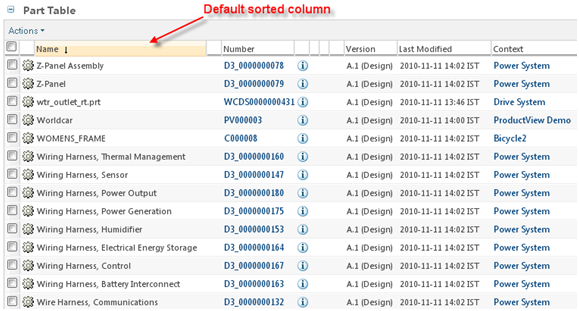 Default sorted column
Part Table
Actions
Name ↓ Number Version Last Modified Context
Z-Panel Assembly D3_0000000078 A.1 (Design) 2010-11-11 14:02 IST Power System
Z-Panel D3_0000000079 A.1 (Design) 2010-11-11 14:02 IST Power System
wtr_outlet_rt.prt WCDS0000000431 A.1 (Design) 2010-11-11 13:46 IST Drive System
Worldcar PV000003 A.1 (Design) 2010-11-11 14:00 IST ProductView Demo
WOMENS_FRAME C000008 A.1 (Design) 2010-11-11 14:02 IST Bicycle2
Wiring Harness, Thermal Management D3_0000000160 A.1 (Design) 2010-11-11 14:02 IST Power System
Wiring Harness, Sensor D3_0000000147 A.1 (Design) 2010-11-11 14:02 IST Power System
Wiring Harness, Power Output D3_0000000180 A.1 (Design) 2010-11-11 14:02 IST Power System
Wiring Harness, Power Generation D3_0000000175 A.1 (Design) 2010-11-11 14:02 IST Power System
Wiring Harness, Humidifier D3_0000000153 A.1 (Design) 2010-11-11 14:02 IST Power System
Wiring Harness, Electrical Energy Storage D3_0000000164 A.1 (Design) 2010-11-11 14:02 IST Power System
Wiring Harness, Control D3_0000000167 A.1 (Design) 2010-11-11 14:02 IST Power System
Wiring Harness, Battery Interconnect D3_0000000163 A.1 (Design) 2010-11-11 14:02 IST Power System
Wire Harness, Communications D3_0000000132 A.1 (Design) 2010-11-11 14:02 IST Power System